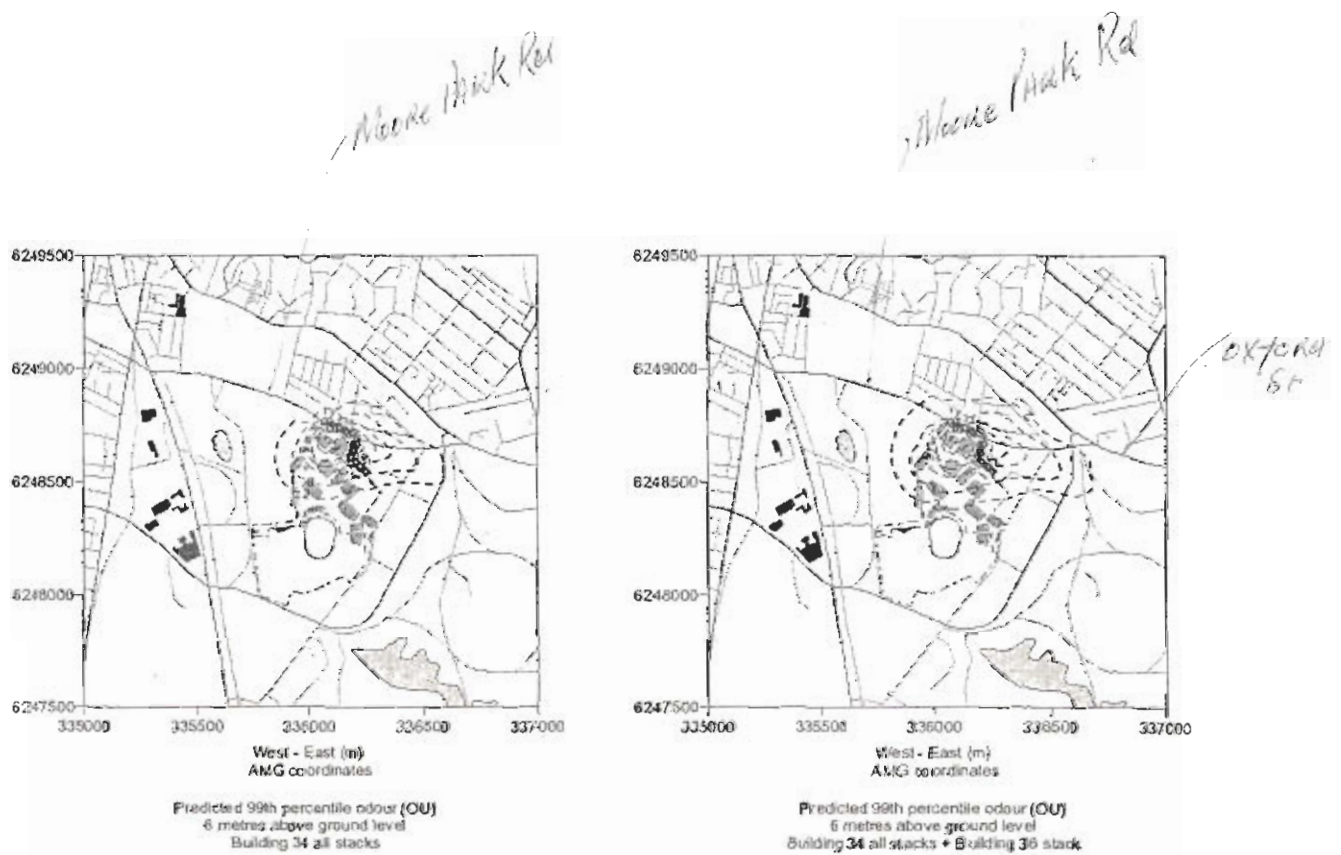 Moore Park Rd
Moore Park Rd
6249500
6249000
6248500
6248000
6247500
335000 335500 336000 336500 337000
West - East (m)
AMG coordinates
Predicted 99th percentile odour (OU)
6 metres above ground level
Building 34 all stacks
6249500
6249000
6248500
6248000
6247500
335000 335500 336000 336500 337000
West - East (m)
AMG coordinates
Predicted 99th percentile odour (OU)
6 metres above ground level
Building 34 all stacks + Building 36 stack
OXFORD
St